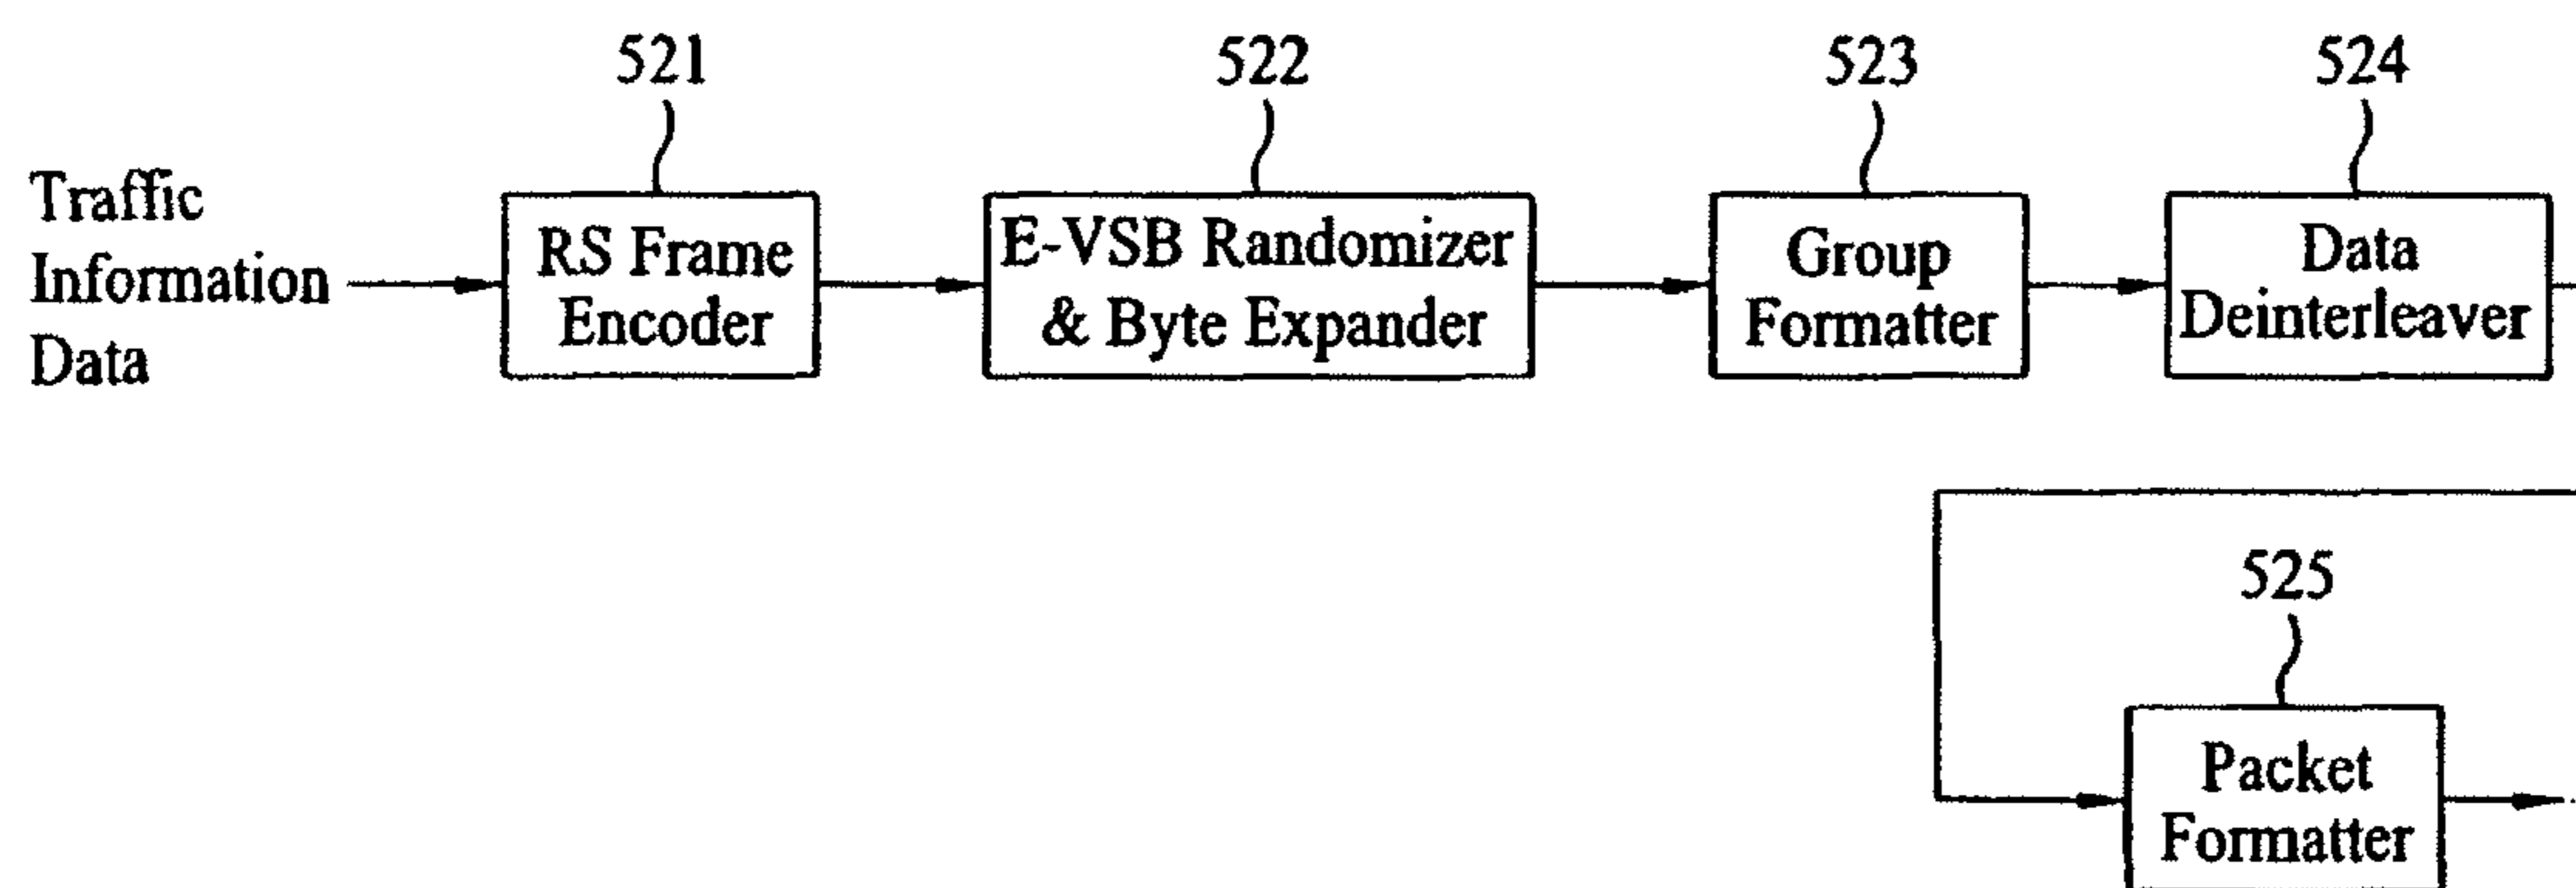 521
522
523
524
Traffic
Information
Data
RS Frame
Encoder
E-VSB Randomizer
& Byte Expander
Group
Formatter
Data
Deinterleaver
525
Packet
Formatter